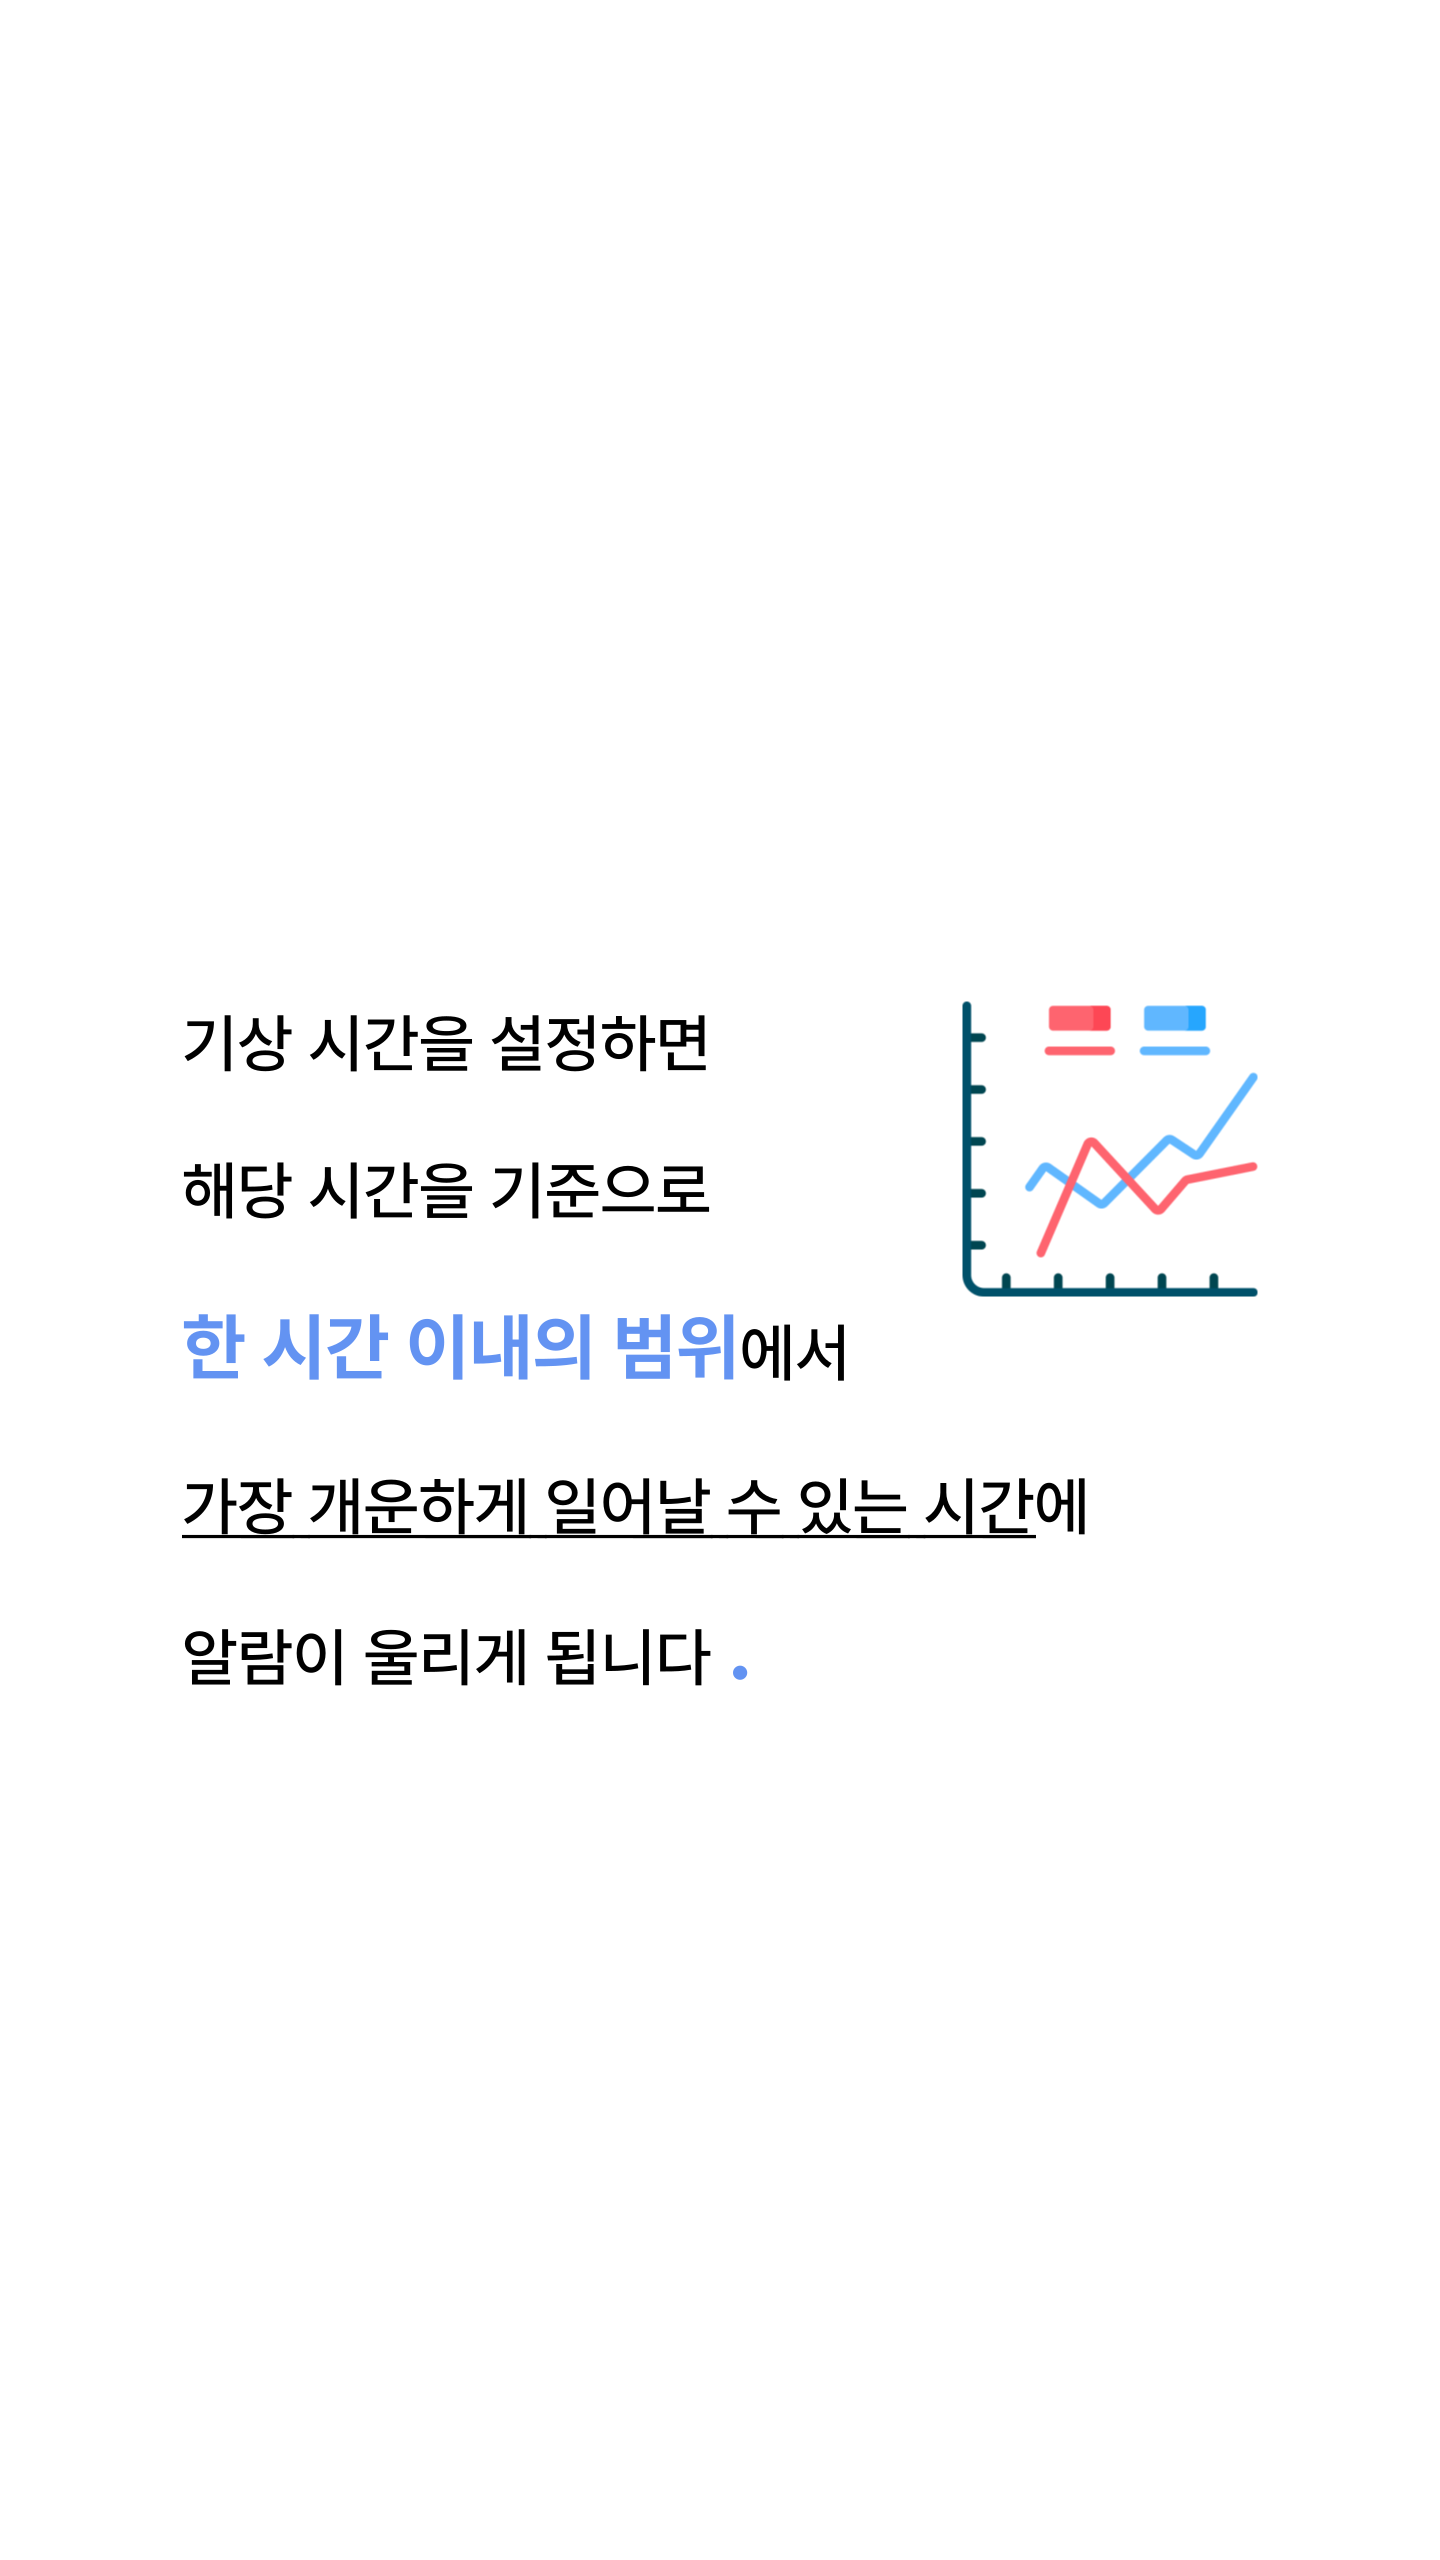 기상 시간을 설정하면
해당 시간을 기준으로
한 시간 이내의 범위에서
가장 개운하게 일어날 수 있는 시간에
알람이 울리게 됩니다 .